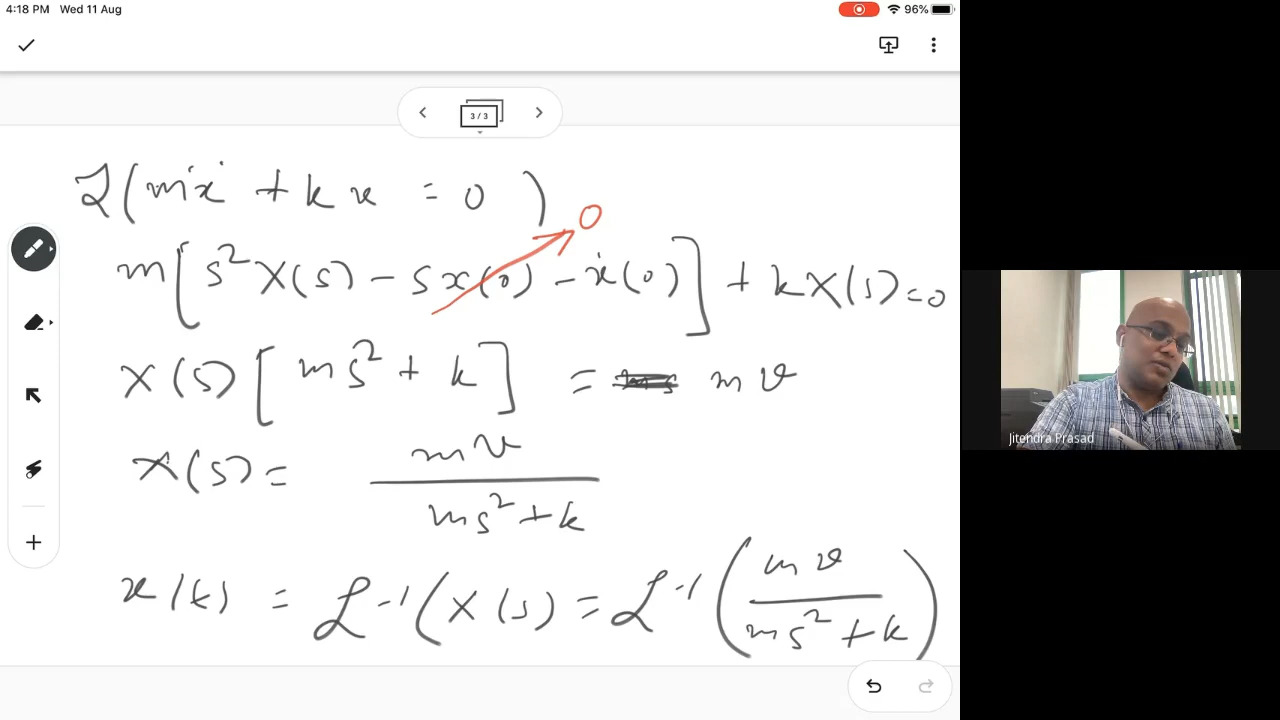 4:18 PM Wed 11 Aug
96%
3 / 3
ℒ(mẍ + kx = 0)
0
m[s²X(s) - sx(0) - ẋ(0)] + kX(s)=0
X(s)[ms² + k] = mv
X(s) = mv / ms² + k
x(t) = ℒ⁻¹(X(s) = ℒ⁻¹(mv / ms² + k)
Jitendra Prasad